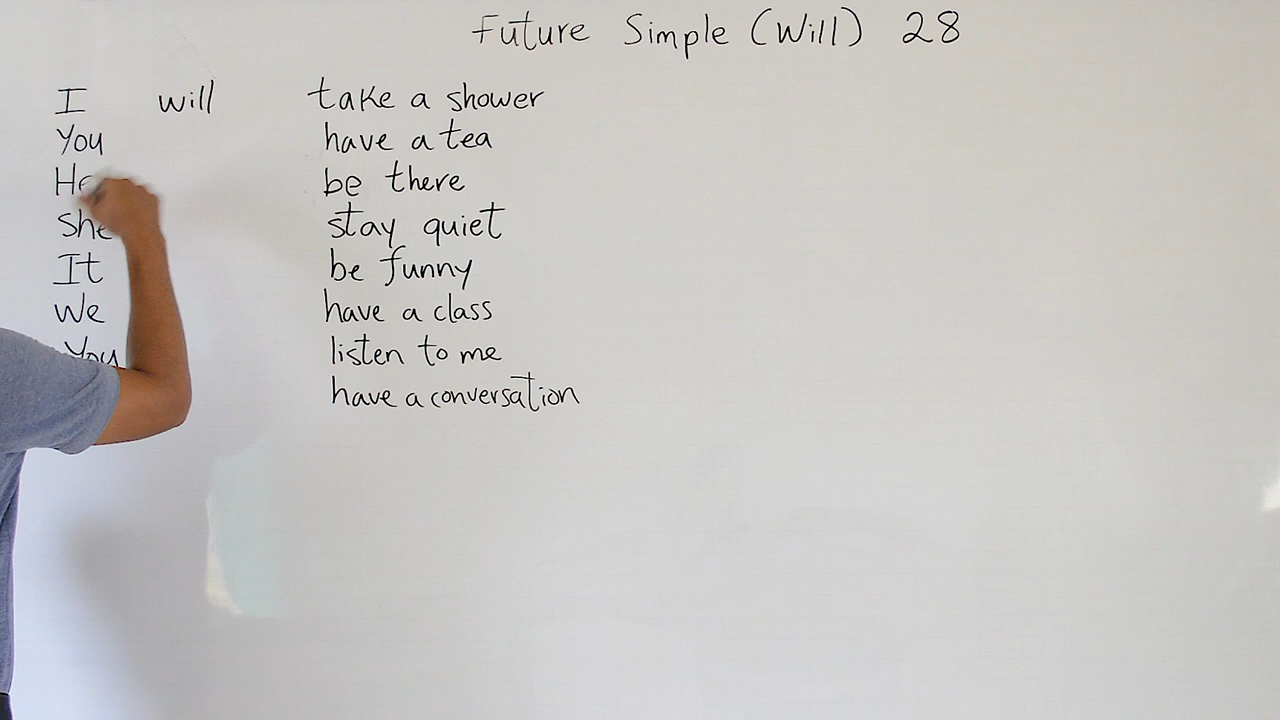 Future Simple (Will) 28
I will take a shower
You have a tea
He be there
She stay quiet
It be funny
We have a class
You listen to me
have a conversation